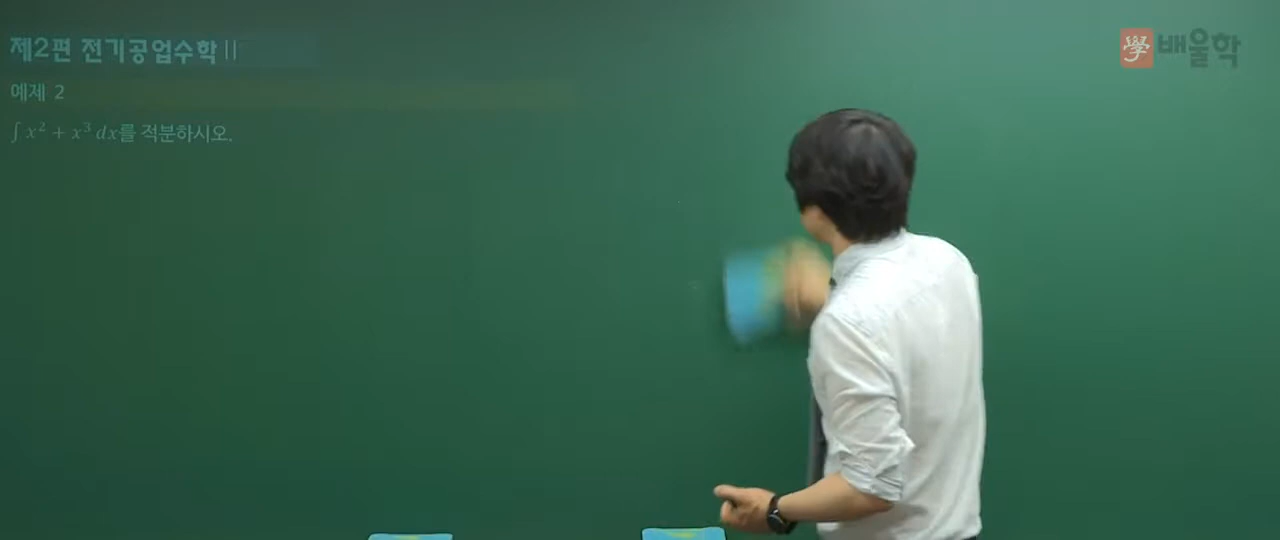 제2편 전기공업수학 II
學배울학
예제 2
∫ x² + x³ dx를 적분하시오.